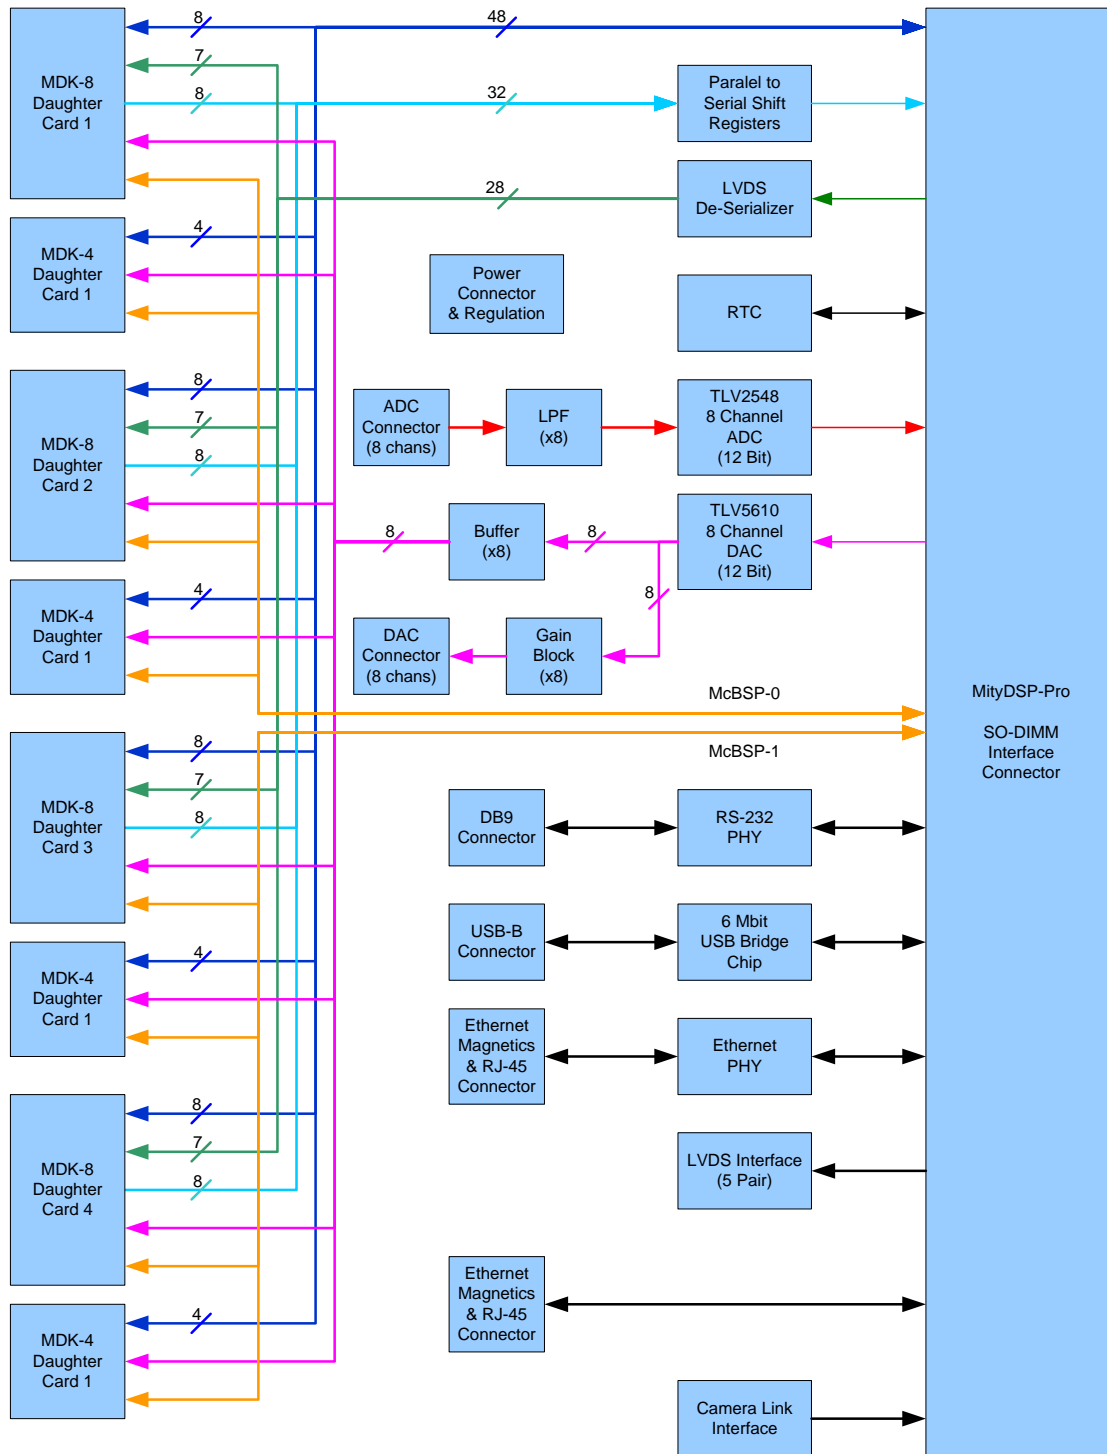 8
48
7
MDK-8
Daughter
Card 1
8
32
Paralel to
Serial Shift
Registers
28
LVDS
De-Serializer
4
MDK-4
Daughter
Card 1
Power
Connector
& Regulation
RTC
8
7
8
MDK-8
Daughter
Card 2
ADC
Connector
(8 chans)
LPF
(x8)
TLV2548
8 Channel
ADC
(12 Bit)
8
Buffer
(x8)
8
TLV5610
8 Channel
DAC
(12 Bit)
8
4
MDK-4
Daughter
Card 1
DAC
Connector
(8 chans)
Gain
Block
(x8)
McBSP-0
McBSP-1
MityDSP-Pro
SO-DIMM
Interface
Connector
8
7
8
MDK-8
Daughter
Card 3
DB9
Connector
RS-232
PHY
4
MDK-4
Daughter
Card 1
USB-B
Connector
6 Mbit
USB Bridge
Chip
Ethernet
Magnetics
& RJ-45
Connector
Ethernet
PHY
8
7
8
MDK-8
Daughter
Card 4
LVDS Interface
(5 Pair)
4
MDK-4
Daughter
Card 1
Ethernet
Magnetics
& RJ-45
Connector
Camera Link
Interface